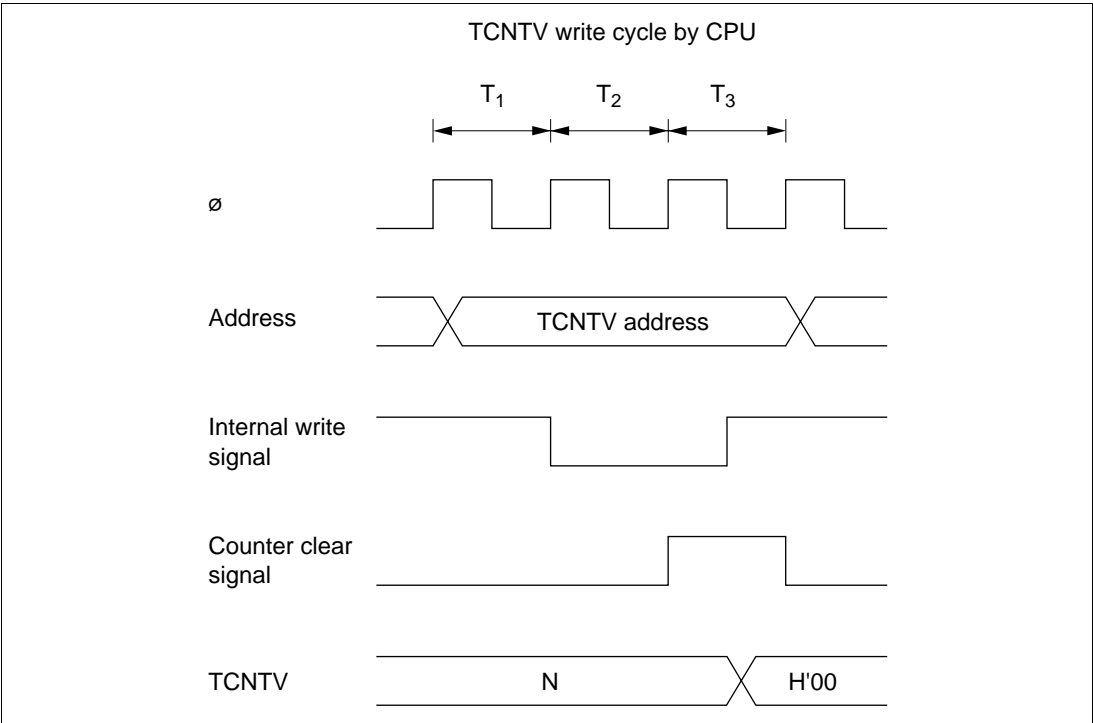 TCNTV write cycle by CPU
T₁ T₂ T₃
ø
Address
TCNTV address
Internal write
signal
Counter clear
signal
TCNTV
N
H'00